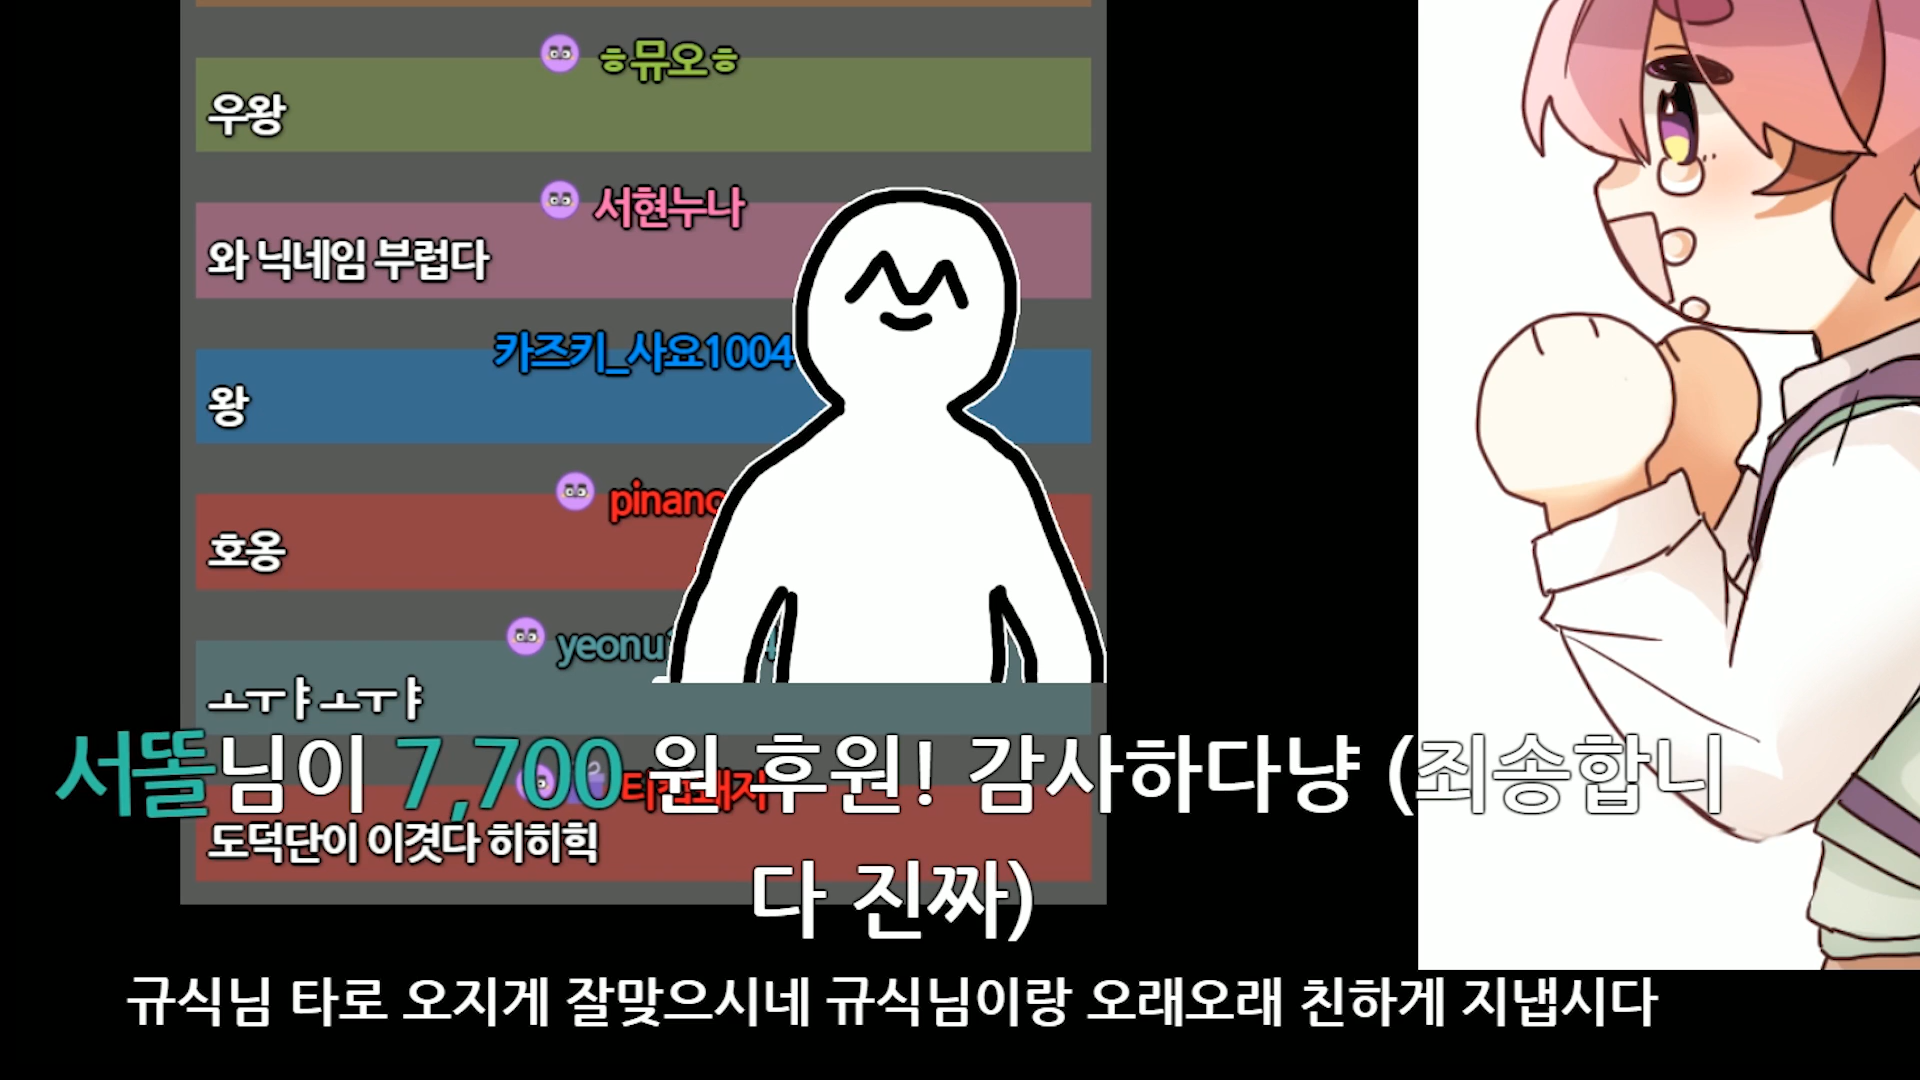 ㅎ뮤오ㅎ
우왕
서현누나
와 닉네임 부럽다
카즈키_사요1004
왕
호옹
ㅗㅜㅑ ㅗㅜㅑ
서똘님이 7,700 원 후원! 감사하다냥 (죄송합니
도덕단이 이겻다 히히힉
다 진짜)
규식님 타로 오지게 잘맞으시네 규식님이랑 오래오래 친하게 지냅시다